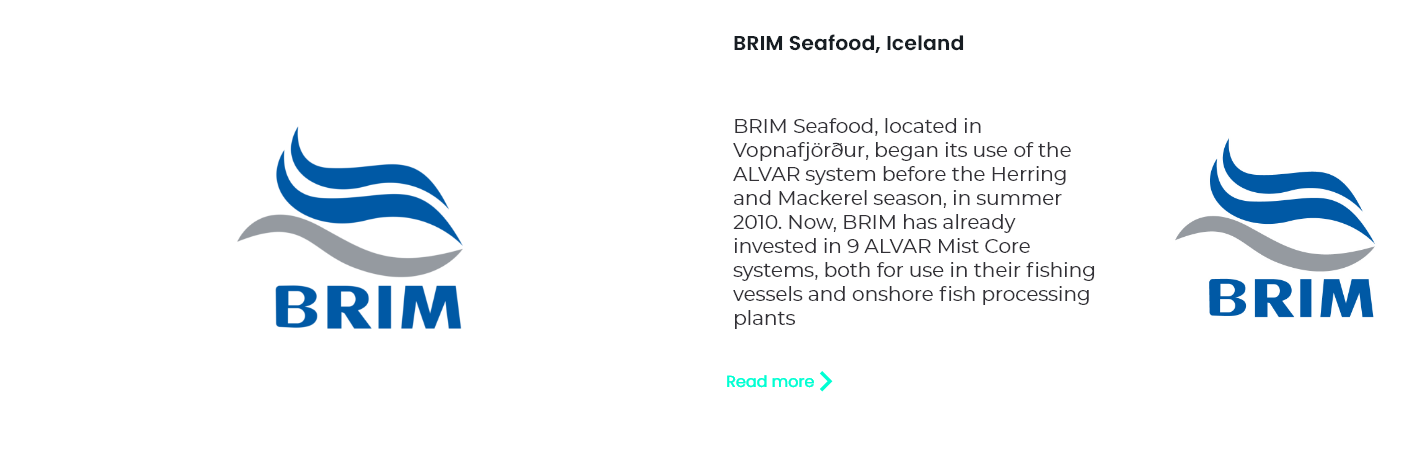 BRIM Seafood, Iceland
BRIM Seafood, located in
Vopnafjörður, began its use of the
ALVAR system before the Herring
and Mackerel season, in summer
2010. Now, BRIM has already
invested in 9 ALVAR Mist Core
systems, both for use in their fishing
vessels and onshore fish processing
plants
Read more
BRIM
BRIM